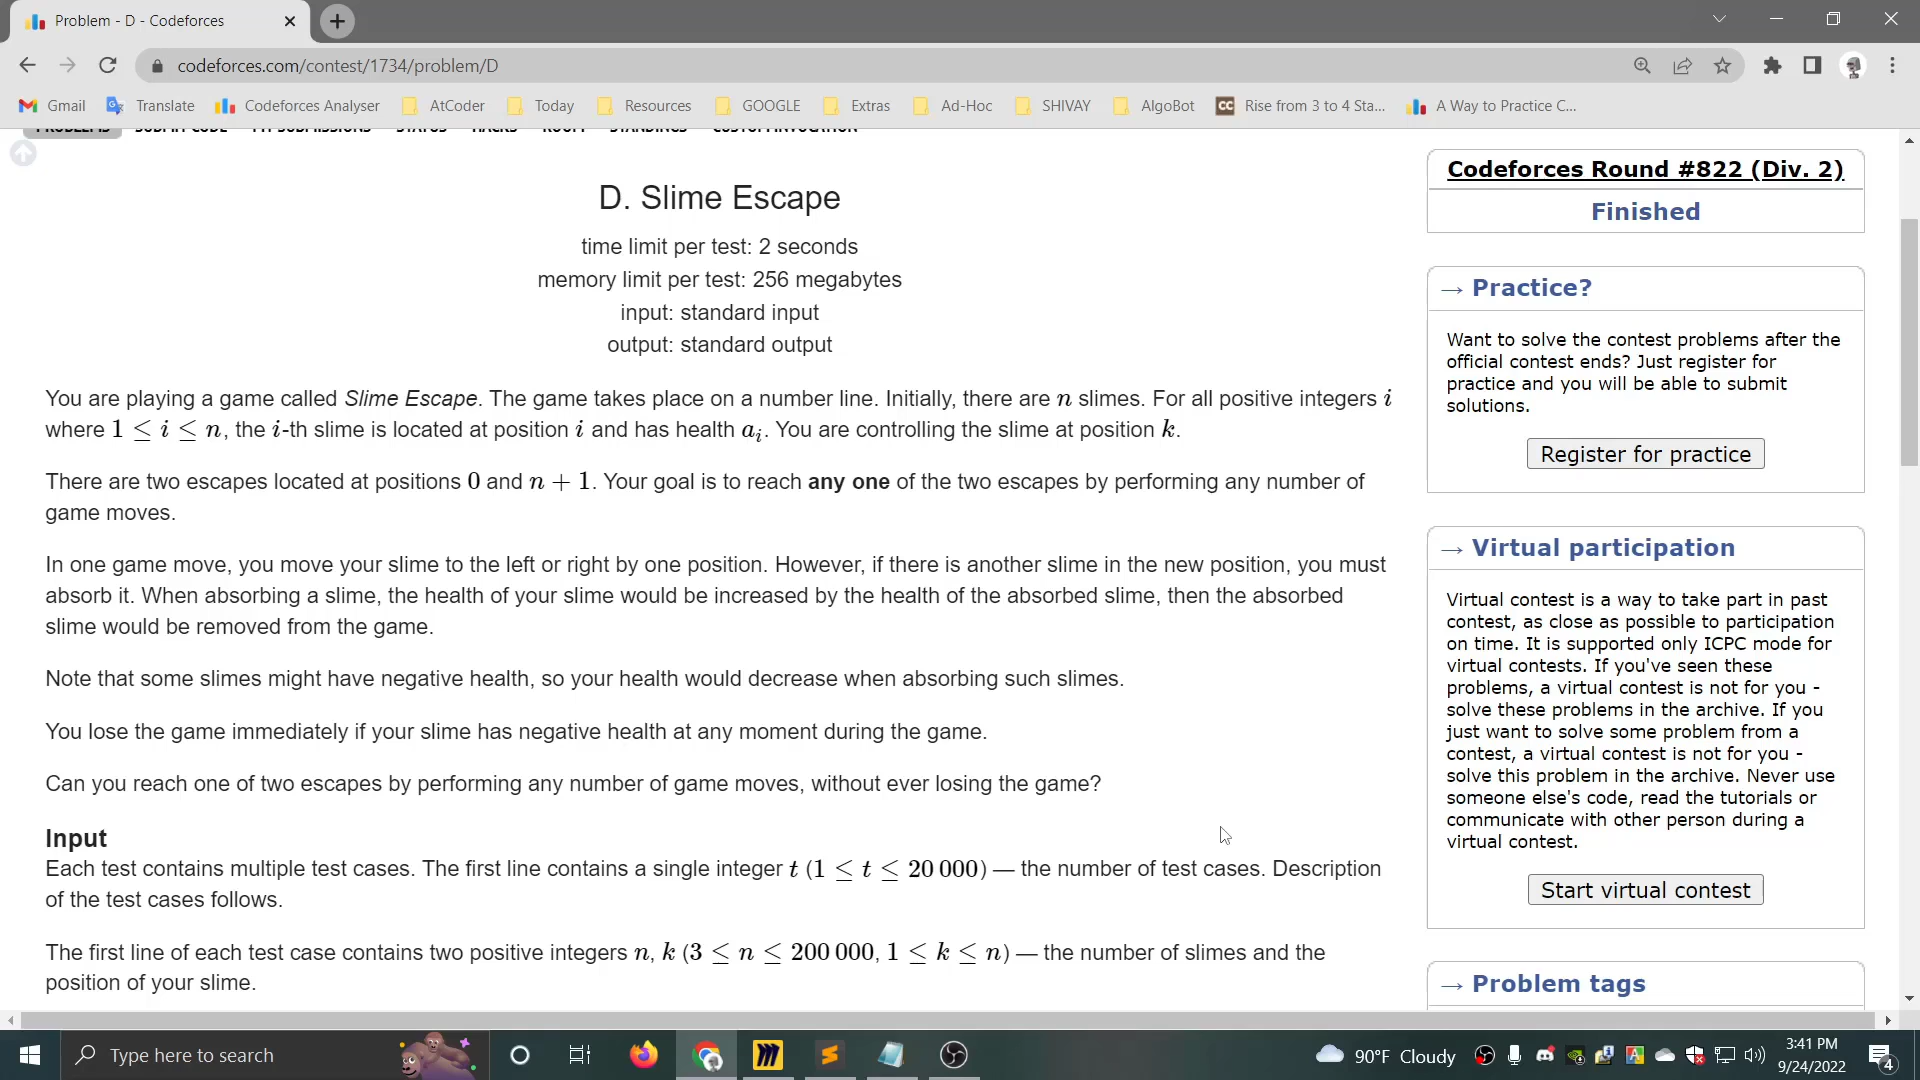 Problem - D - Codeforces
codeforces.com/contest/1734/problem/D
Gmail Translate Codeforces Analyser AtCoder Today Resources GOOGLE Extras Ad-Hoc SHIVAY AlgoBot CC Rise from 3 to 4 Sta... A Way to Practice C...
PROBLEMS SUBMIT CODE MY SUBMISSIONS STATUS HACKS ROOM STANDINGS CUSTOM INVOCATION
D. Slime Escape
time limit per test: 2 seconds
memory limit per test: 256 megabytes
input: standard input
output: standard output
You are playing a game called Slime Escape. The game takes place on a number line. Initially, there are n slimes. For all positive integers i
where 1 ≤ i ≤ n, the i-th slime is located at position i and has health aᵢ. You are controlling the slime at position k.
There are two escapes located at positions 0 and n + 1. Your goal is to reach any one of the two escapes by performing any number of
game moves.
In one game move, you move your slime to the left or right by one position. However, if there is another slime in the new position, you must
absorb it. When absorbing a slime, the health of your slime would be increased by the health of the absorbed slime, then the absorbed
slime would be removed from the game.
Note that some slimes might have negative health, so your health would decrease when absorbing such slimes.
You lose the game immediately if your slime has negative health at any moment during the game.
Can you reach one of two escapes by performing any number of game moves, without ever losing the game?
Input
Each test contains multiple test cases. The first line contains a single integer t (1 ≤ t ≤ 20 000) — the number of test cases. Description
of the test cases follows.
The first line of each test case contains two positive integers n, k (3 ≤ n ≤ 200 000, 1 ≤ k ≤ n) — the number of slimes and the
position of your slime.
Codeforces Round #822 (Div. 2)
Finished
→ Practice?
Want to solve the contest problems after the
official contest ends? Just register for
practice and you will be able to submit
solutions.
Register for practice
→ Virtual participation
Virtual contest is a way to take part in past
contest, as close as possible to participation
on time. It is supported only ICPC mode for
virtual contests. If you've seen these
problems, a virtual contest is not for you -
solve these problems in the archive. If you
just want to solve some problem from a
contest, a virtual contest is not for you -
solve this problem in the archive. Never use
someone else's code, read the tutorials or
communicate with other person during a
virtual contest.
Start virtual contest
→ Problem tags
Type here to search
90°F Cloudy
3:41 PM
9/24/2022
4